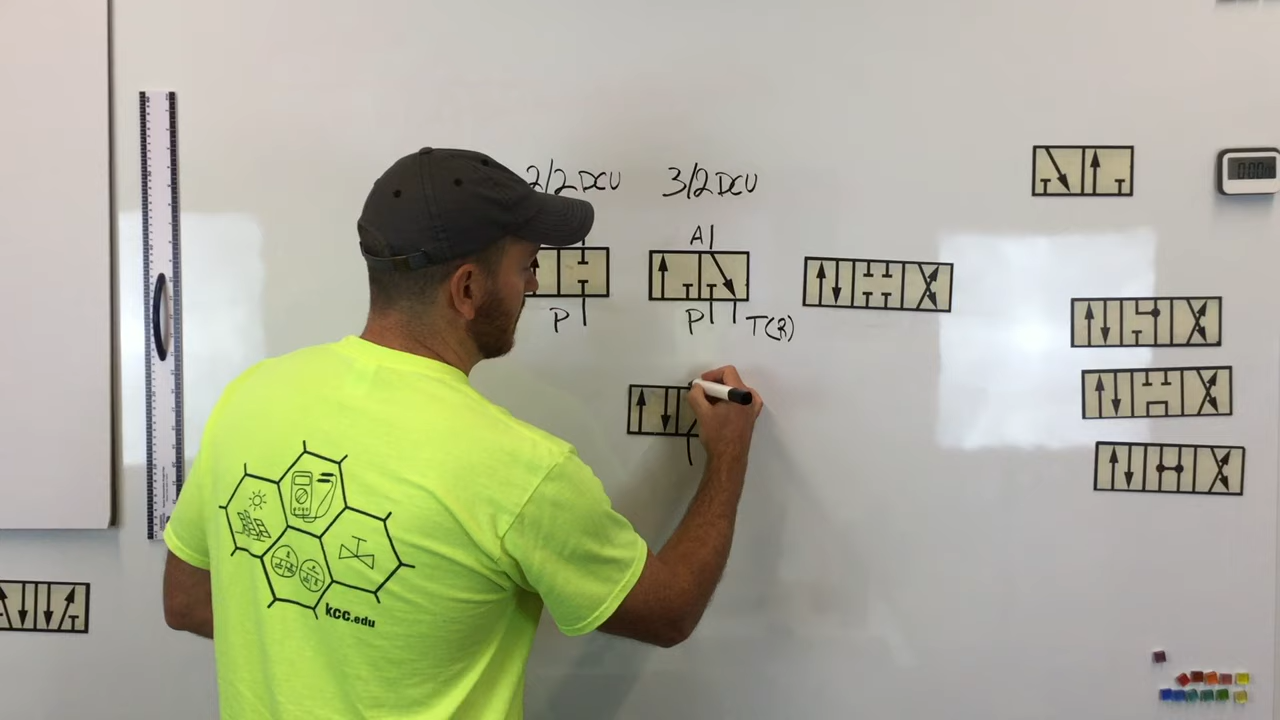 2/2 DCV 3/2 DCV
A
P P T(R)
kcc.edu